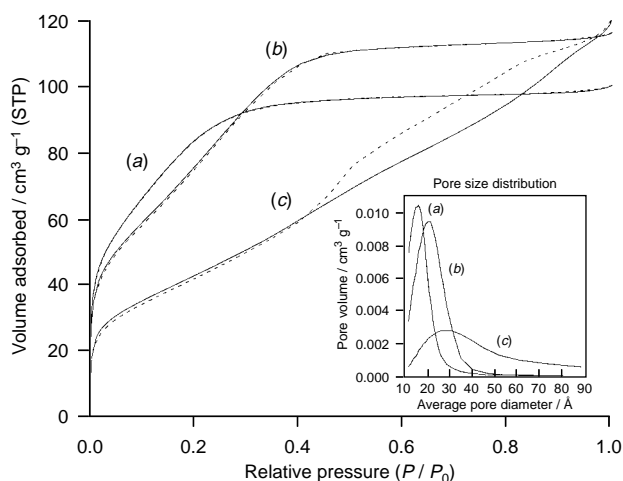 120
100
80
60
40
20
0
Volume adsorbed / cm³ g⁻¹ (STP)
(a)
(b)
(c)
0.0 0.2 0.4 0.6 0.8 1.0
Relative pressure (P / P₀)
Pore size distribution
0.010
0.008
0.006
0.004
0.002
0.000
Pore volume / cm³ g⁻¹
(a)
(b)
(c)
10 20 30 40 50 60 70 80 90
Average pore diameter / Å